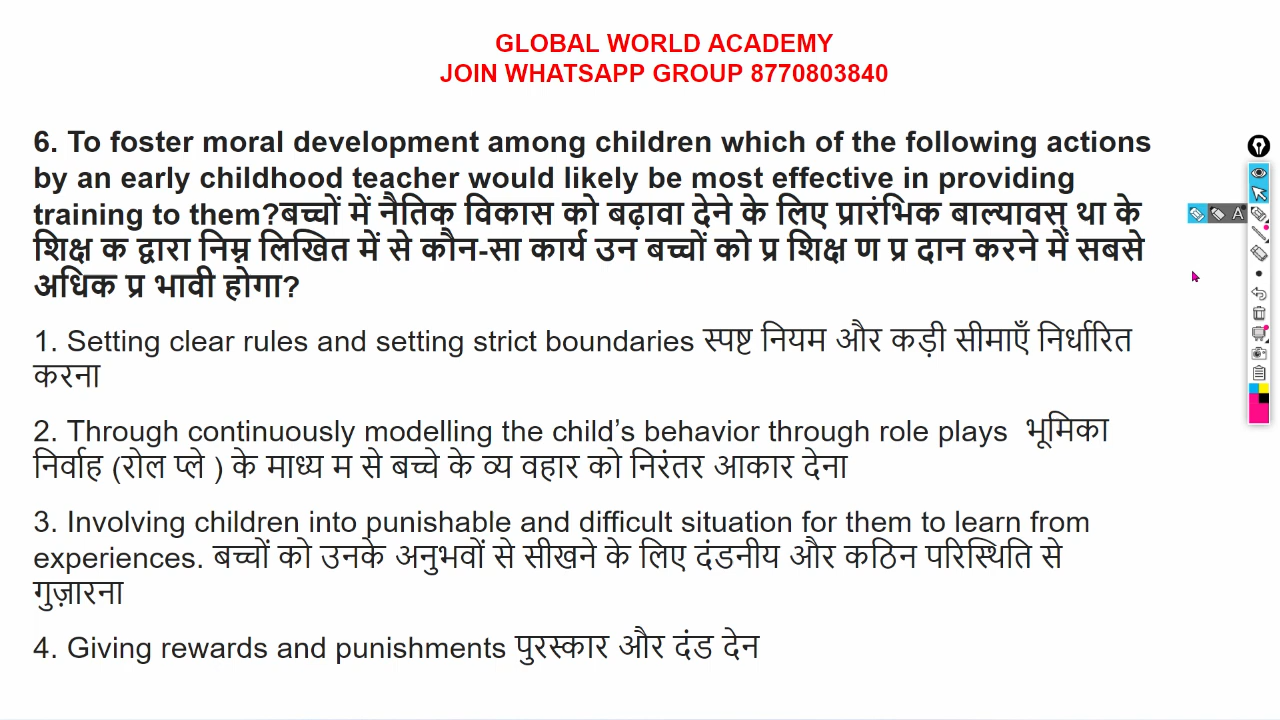 GLOBAL WORLD ACADEMY
JOIN WHATSAPP GROUP 8770803840
6. To foster moral development among children which of the following actions
by an early childhood teacher would likely be most effective in providing
training to them?बच्चों में नैतिक विकास को बढ़ावा देने के लिए प्रारंभिक बाल्यावस् था के
शिक्ष क द्वारा निम्न लिखित में से कौन-सा कार्य उन बच्चों को प्र शिक्ष ण प्र दान करने में सबसे
अधिक प्र भावी होगा?
1. Setting clear rules and setting strict boundaries स्पष्ट नियम और कड़ी सीमाएँ निर्धारित
करना
2. Through continuously modelling the child’s behavior through role plays भूमिका
निर्वाह (रोल प्ले ) के माध्य म से बच्चे के व्य वहार को निरंतर आकार देना
3. Involving children into punishable and difficult situation for them to learn from
experiences. बच्चों को उनके अनुभवों से सीखने के लिए दंडनीय और कठिन परिस्थिति से
गुज़ारना
4. Giving rewards and punishments पुरस्कार और दंड देन
A